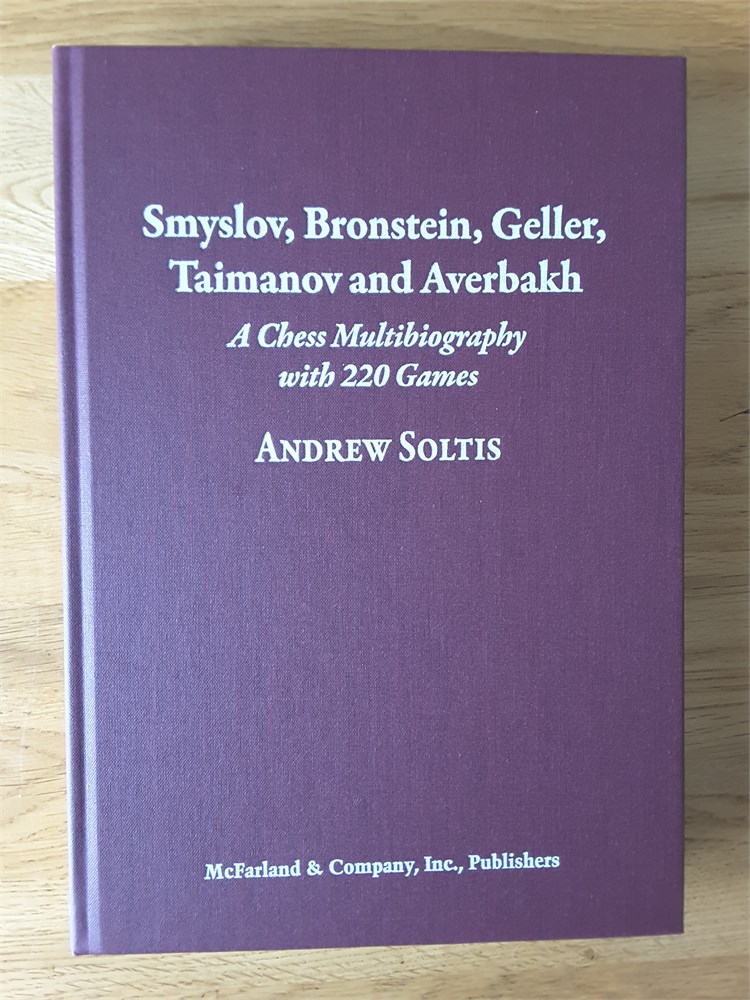 Smyslov, Bronstein, Geller,
Taimanov and Averbakh
A Chess Multibiography
with 220 Games
ANDREW SOLTIS
McFarland & Company, Inc., Publishers